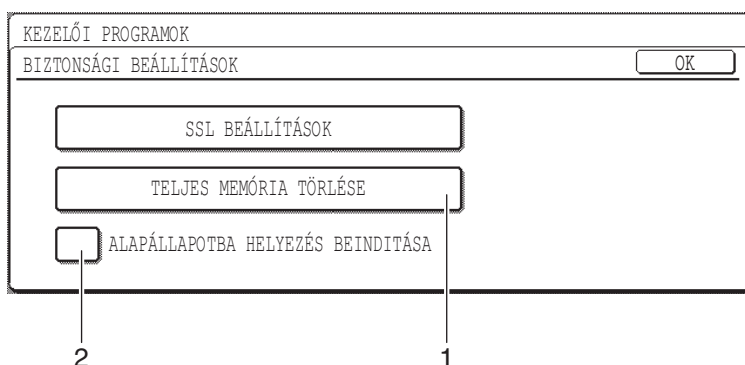 KEZELŐI PROGRAMOK
BIZTONSÁGI BEÁLLÍTÁSOK OK
SSL BEÁLLÍTÁSOK
TELJES MEMÓRIA TÖRLÉSE
ALAPÁLLAPOTBA HELYEZÉS BEINDITÁSA
2 1